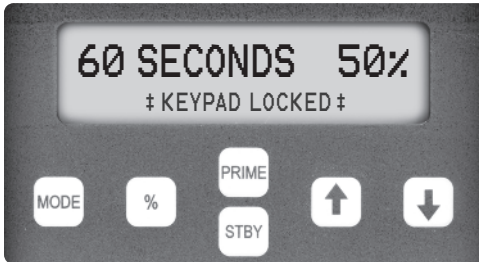 60 SECONDS 50%
‡ KEYPAD LOCKED ‡
PRIME
MODE
%
STBY